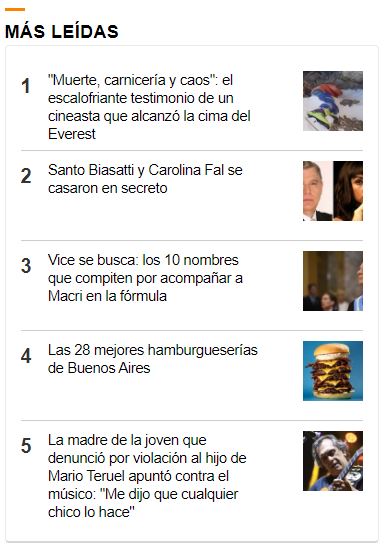 MÁS LEÍDAS
1
"Muerte, carnicería y caos": el
escalofriante testimonio de un
cineasta que alcanzó la cima del
Everest
2
Santo Biasatti y Carolina Fal se
casaron en secreto
3
Vice se busca: los 10 nombres
que compiten por acompañar a
Macri en la fórmula
4
Las 28 mejores hamburgueserías
de Buenos Aires
5
La madre de la joven que
denunció por violación al hijo de
Mario Teruel apuntó contra el
músico: "Me dijo que cualquier
chico lo hace"